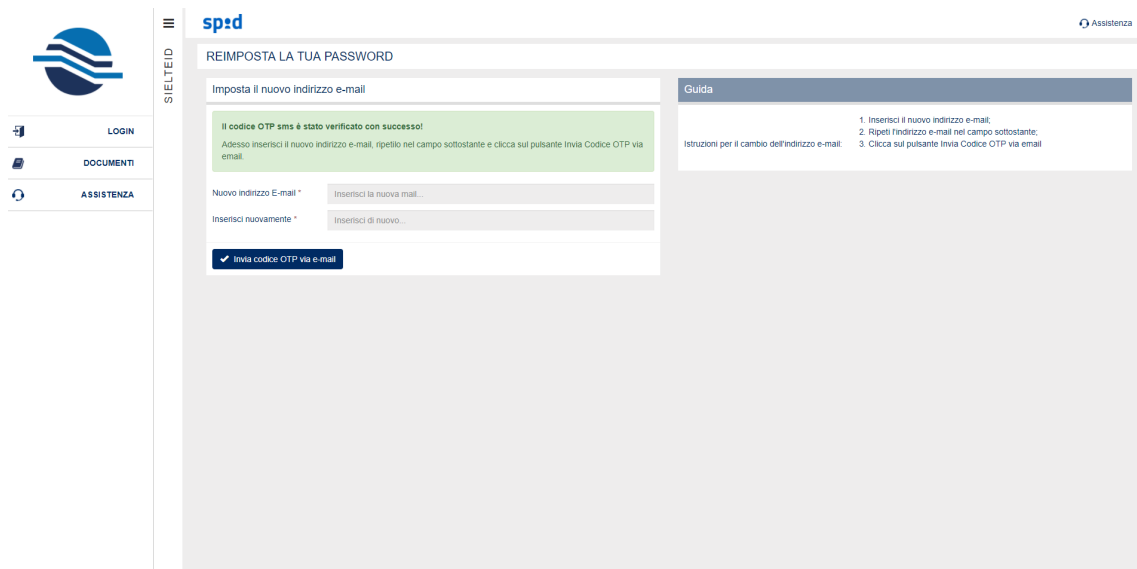 LOGIN
DOCUMENTI
ASSISTENZA
SIELTEID
sp:d
Assistenza
REIMPOSTA LA TUA PASSWORD
Imposta il nuovo indirizzo e-mail
Il codice OTP sms è stato verificato con successo!
Adesso inserisci il nuovo indirizzo e-mail, ripetilo nel campo sottostante e clicca sul pulsante Invia Codice OTP via
email.
Nuovo indirizzo E-mail *
Inserisci la nuova mail...
Inserisci nuovamente *
Inserisci di nuovo...
Invia codice OTP via e-mail
Guida
Istruzioni per il cambio dell'indirizzo e-mail:
1. Inserisci il nuovo indirizzo e-mail;
2. Ripeti l'indirizzo e-mail nel campo sottostante;
3. Clicca sul pulsante Invia Codice OTP via email